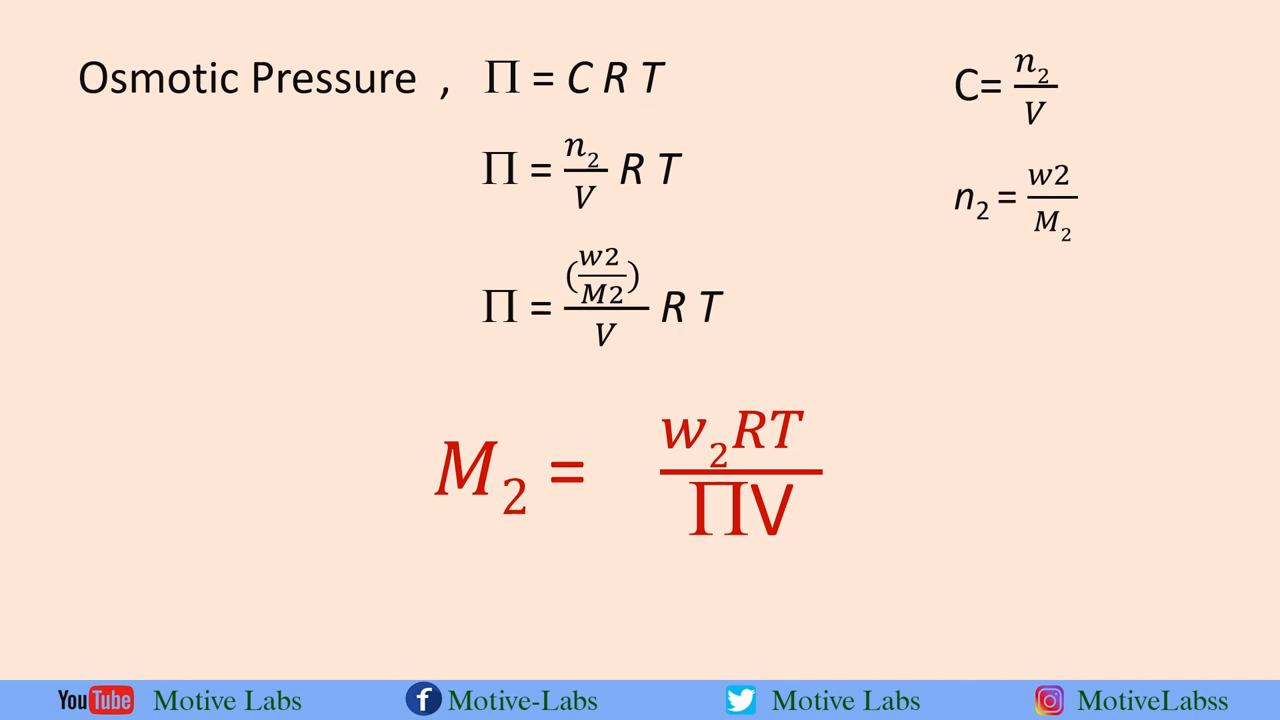 Osmotic Pressure , Π = C R T
C= n₂/V
Π = n₂/V R T
n₂ = w2/M₂
Π = (w2/M2)/V R T
M₂ = w₂RT/ΠV
YouTube Motive Labs f Motive-Labs Motive Labs MotiveLabss